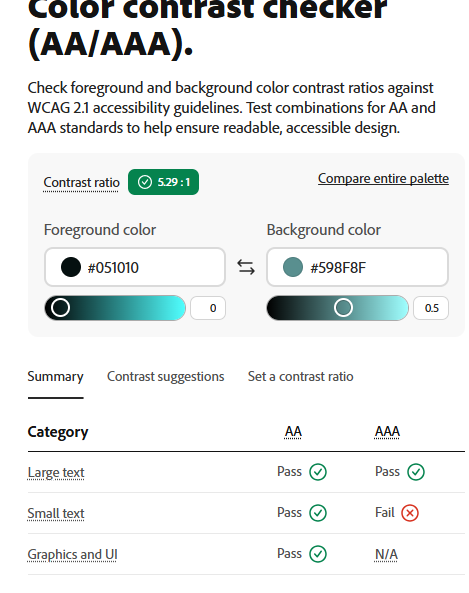 Color contrast checker
(AA/AAA).
Check foreground and background color contrast ratios against
WCAG 2.1 accessibility guidelines. Test combinations for AA and
AAA standards to help ensure readable, accessible design.
Contrast ratio 5.29 : 1 Compare entire palette
Foreground color Background color
#051010 #598F8F
0 0.5
Summary Contrast suggestions Set a contrast ratio
Category AA AAA
Large text Pass Pass
Small text Pass Fail
Graphics and UI Pass N/A